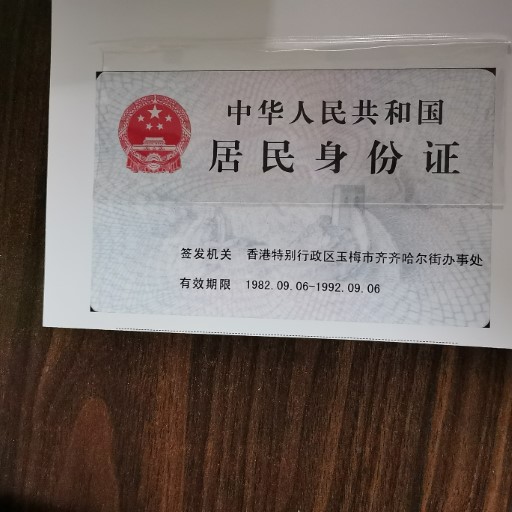 中华人民共和国
居民身份证
签发机关 香港特别行政区玉梅市齐齐哈尔街办事处
有效期限 1982.09.06-1992.09.06